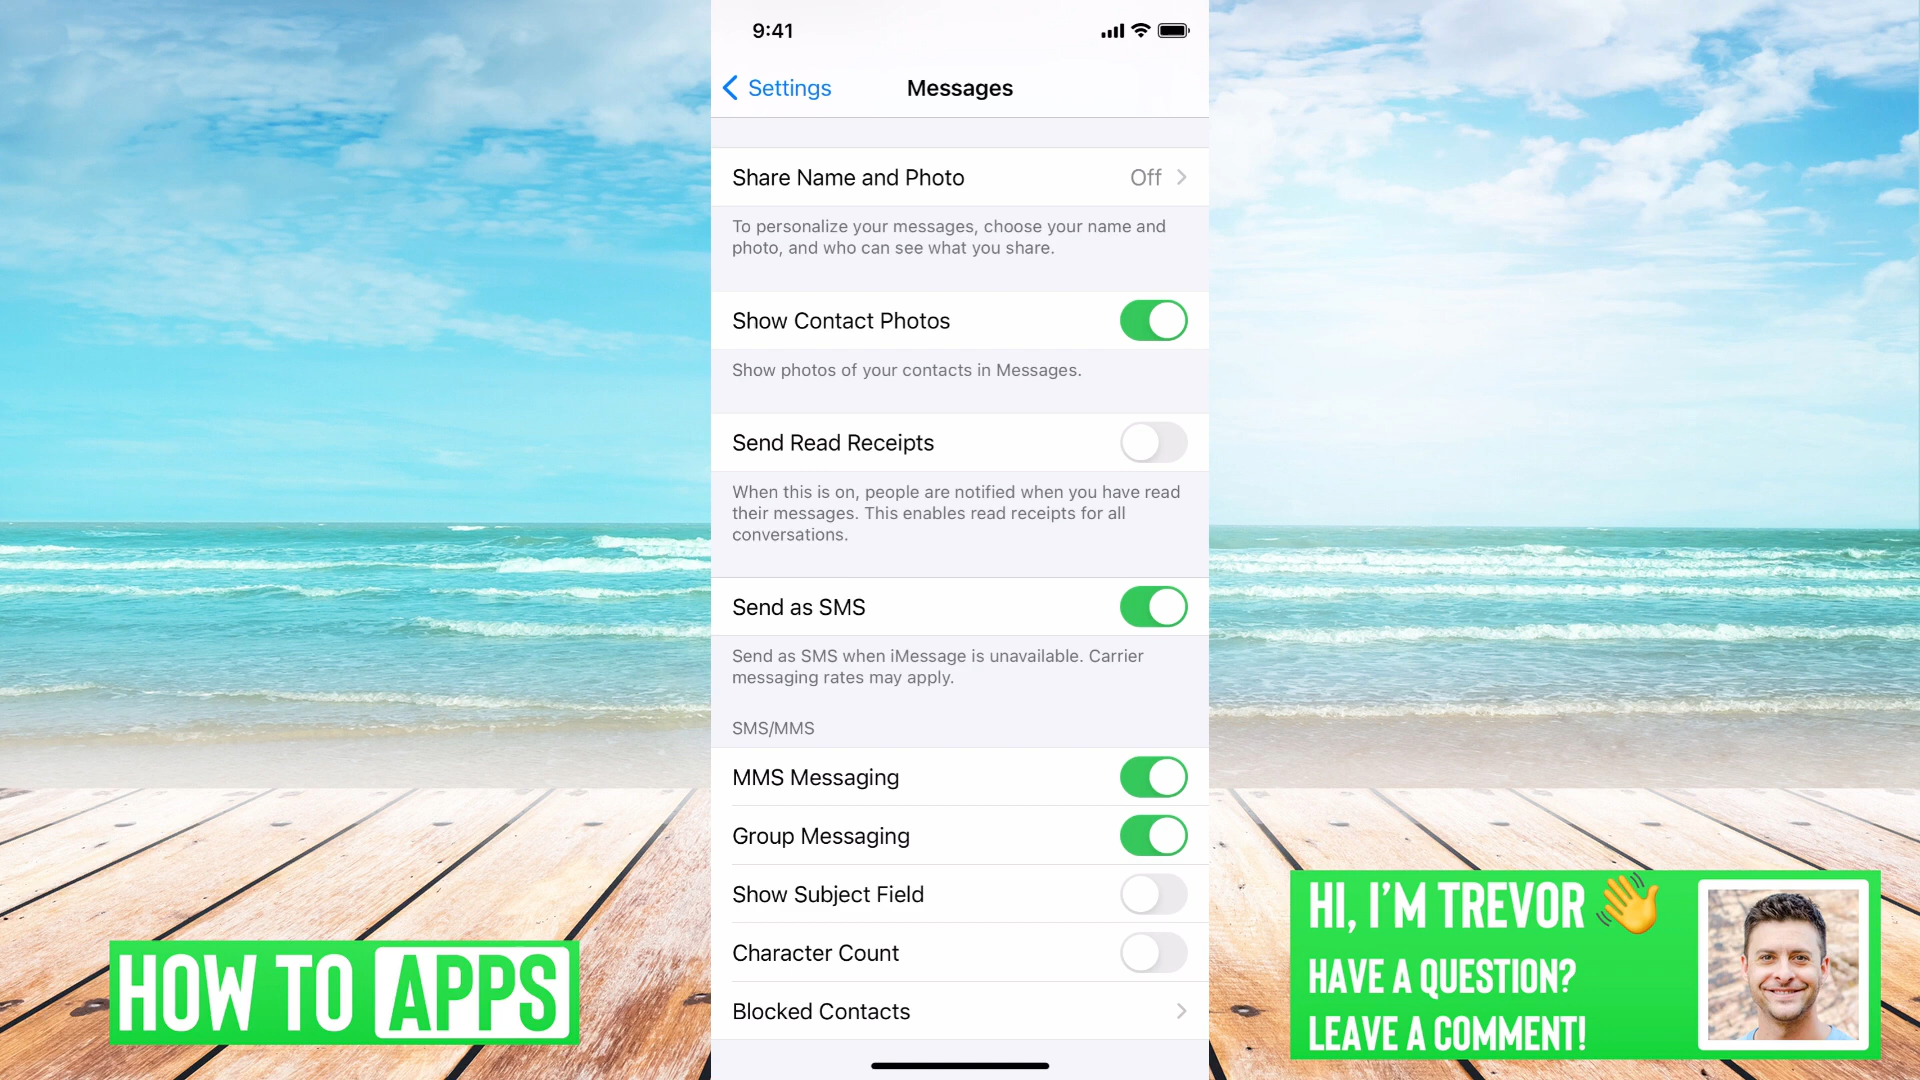 9:41
Settings
Messages
Share Name and Photo
Off
To personalize your messages, choose your name and
photo, and who can see what you share.
Show Contact Photos
Show photos of your contacts in Messages.
Send Read Receipts
When this is on, people are notified when you have read
their messages. This enables read receipts for all
conversations.
Send as SMS
Send as SMS when iMessage is unavailable. Carrier
messaging rates may apply.
SMS/MMS
MMS Messaging
Group Messaging
Show Subject Field
Character Count
Blocked Contacts
HOW TO APPS
HI, I'M TREVOR 👋
HAVE A QUESTION?
LEAVE A COMMENT!